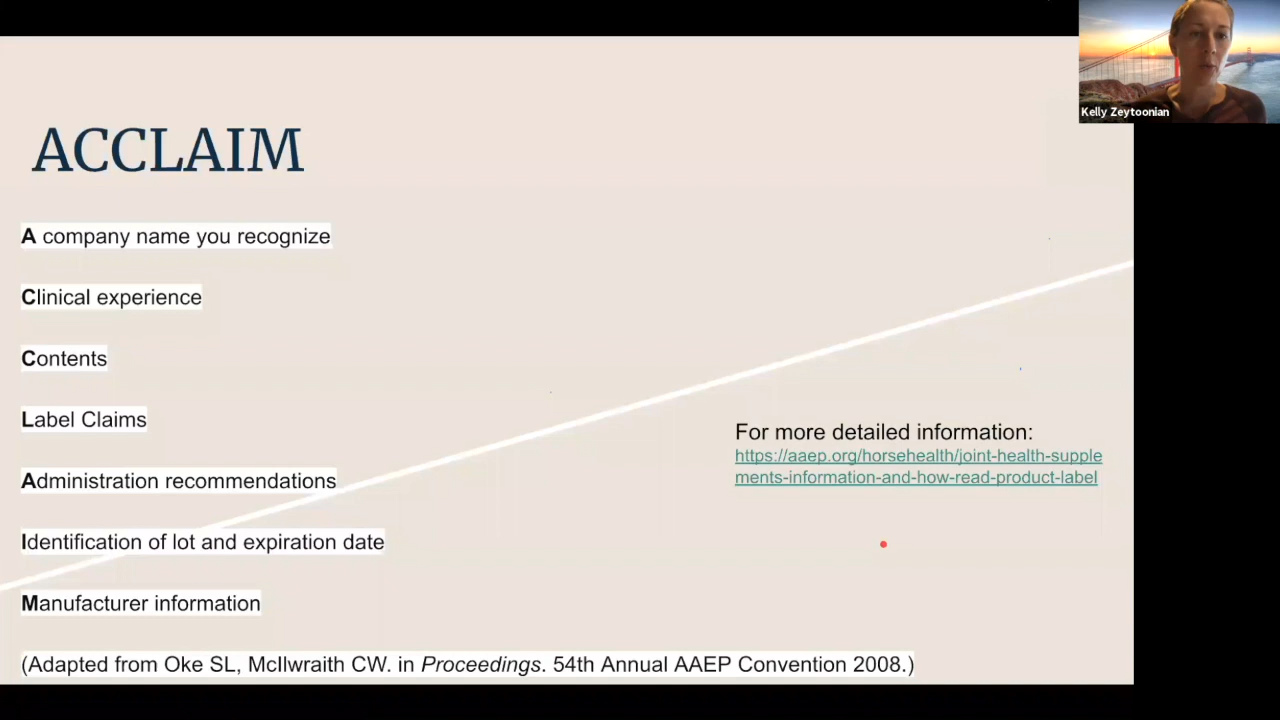 Kelly Zeytoonian
ACCLAIM
A company name you recognize
Clinical experience
Contents
Label Claims
Administration recommendations
Identification of lot and expiration date
Manufacturer information
(Adapted from Oke SL, McIlwraith CW. in Proceedings. 54th Annual AAEP Convention 2008.)
For more detailed information:
https://aaep.org/horsehealth/joint-health-supple
ments-information-and-how-read-product-label